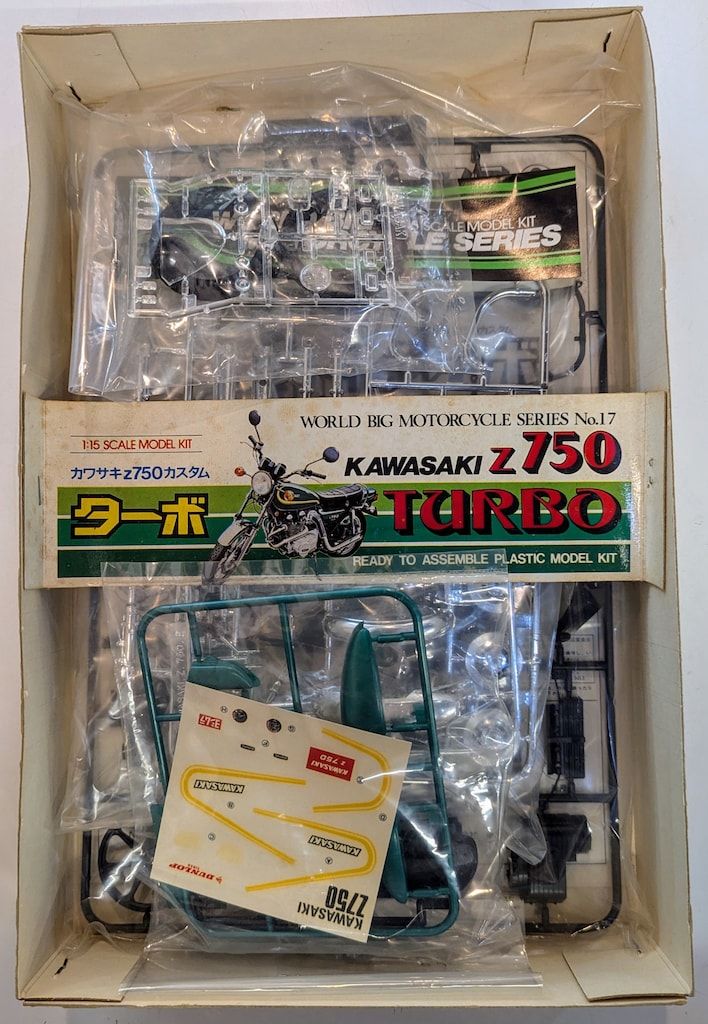 SCALE MODEL KIT
LE SERIES
WORLD BIG MOTORCYCLE SERIES No.17
1:15 SCALE MODEL KIT
KAWASAKI z750
カワサキz750カスタム
ターボ
TURBO
READY TO ASSEMBLE PLASTIC MODEL KIT
KAWASAKI
z750
KAWASAKI
KAWASAKI
DUNLOP
KAWASAKI
Z750